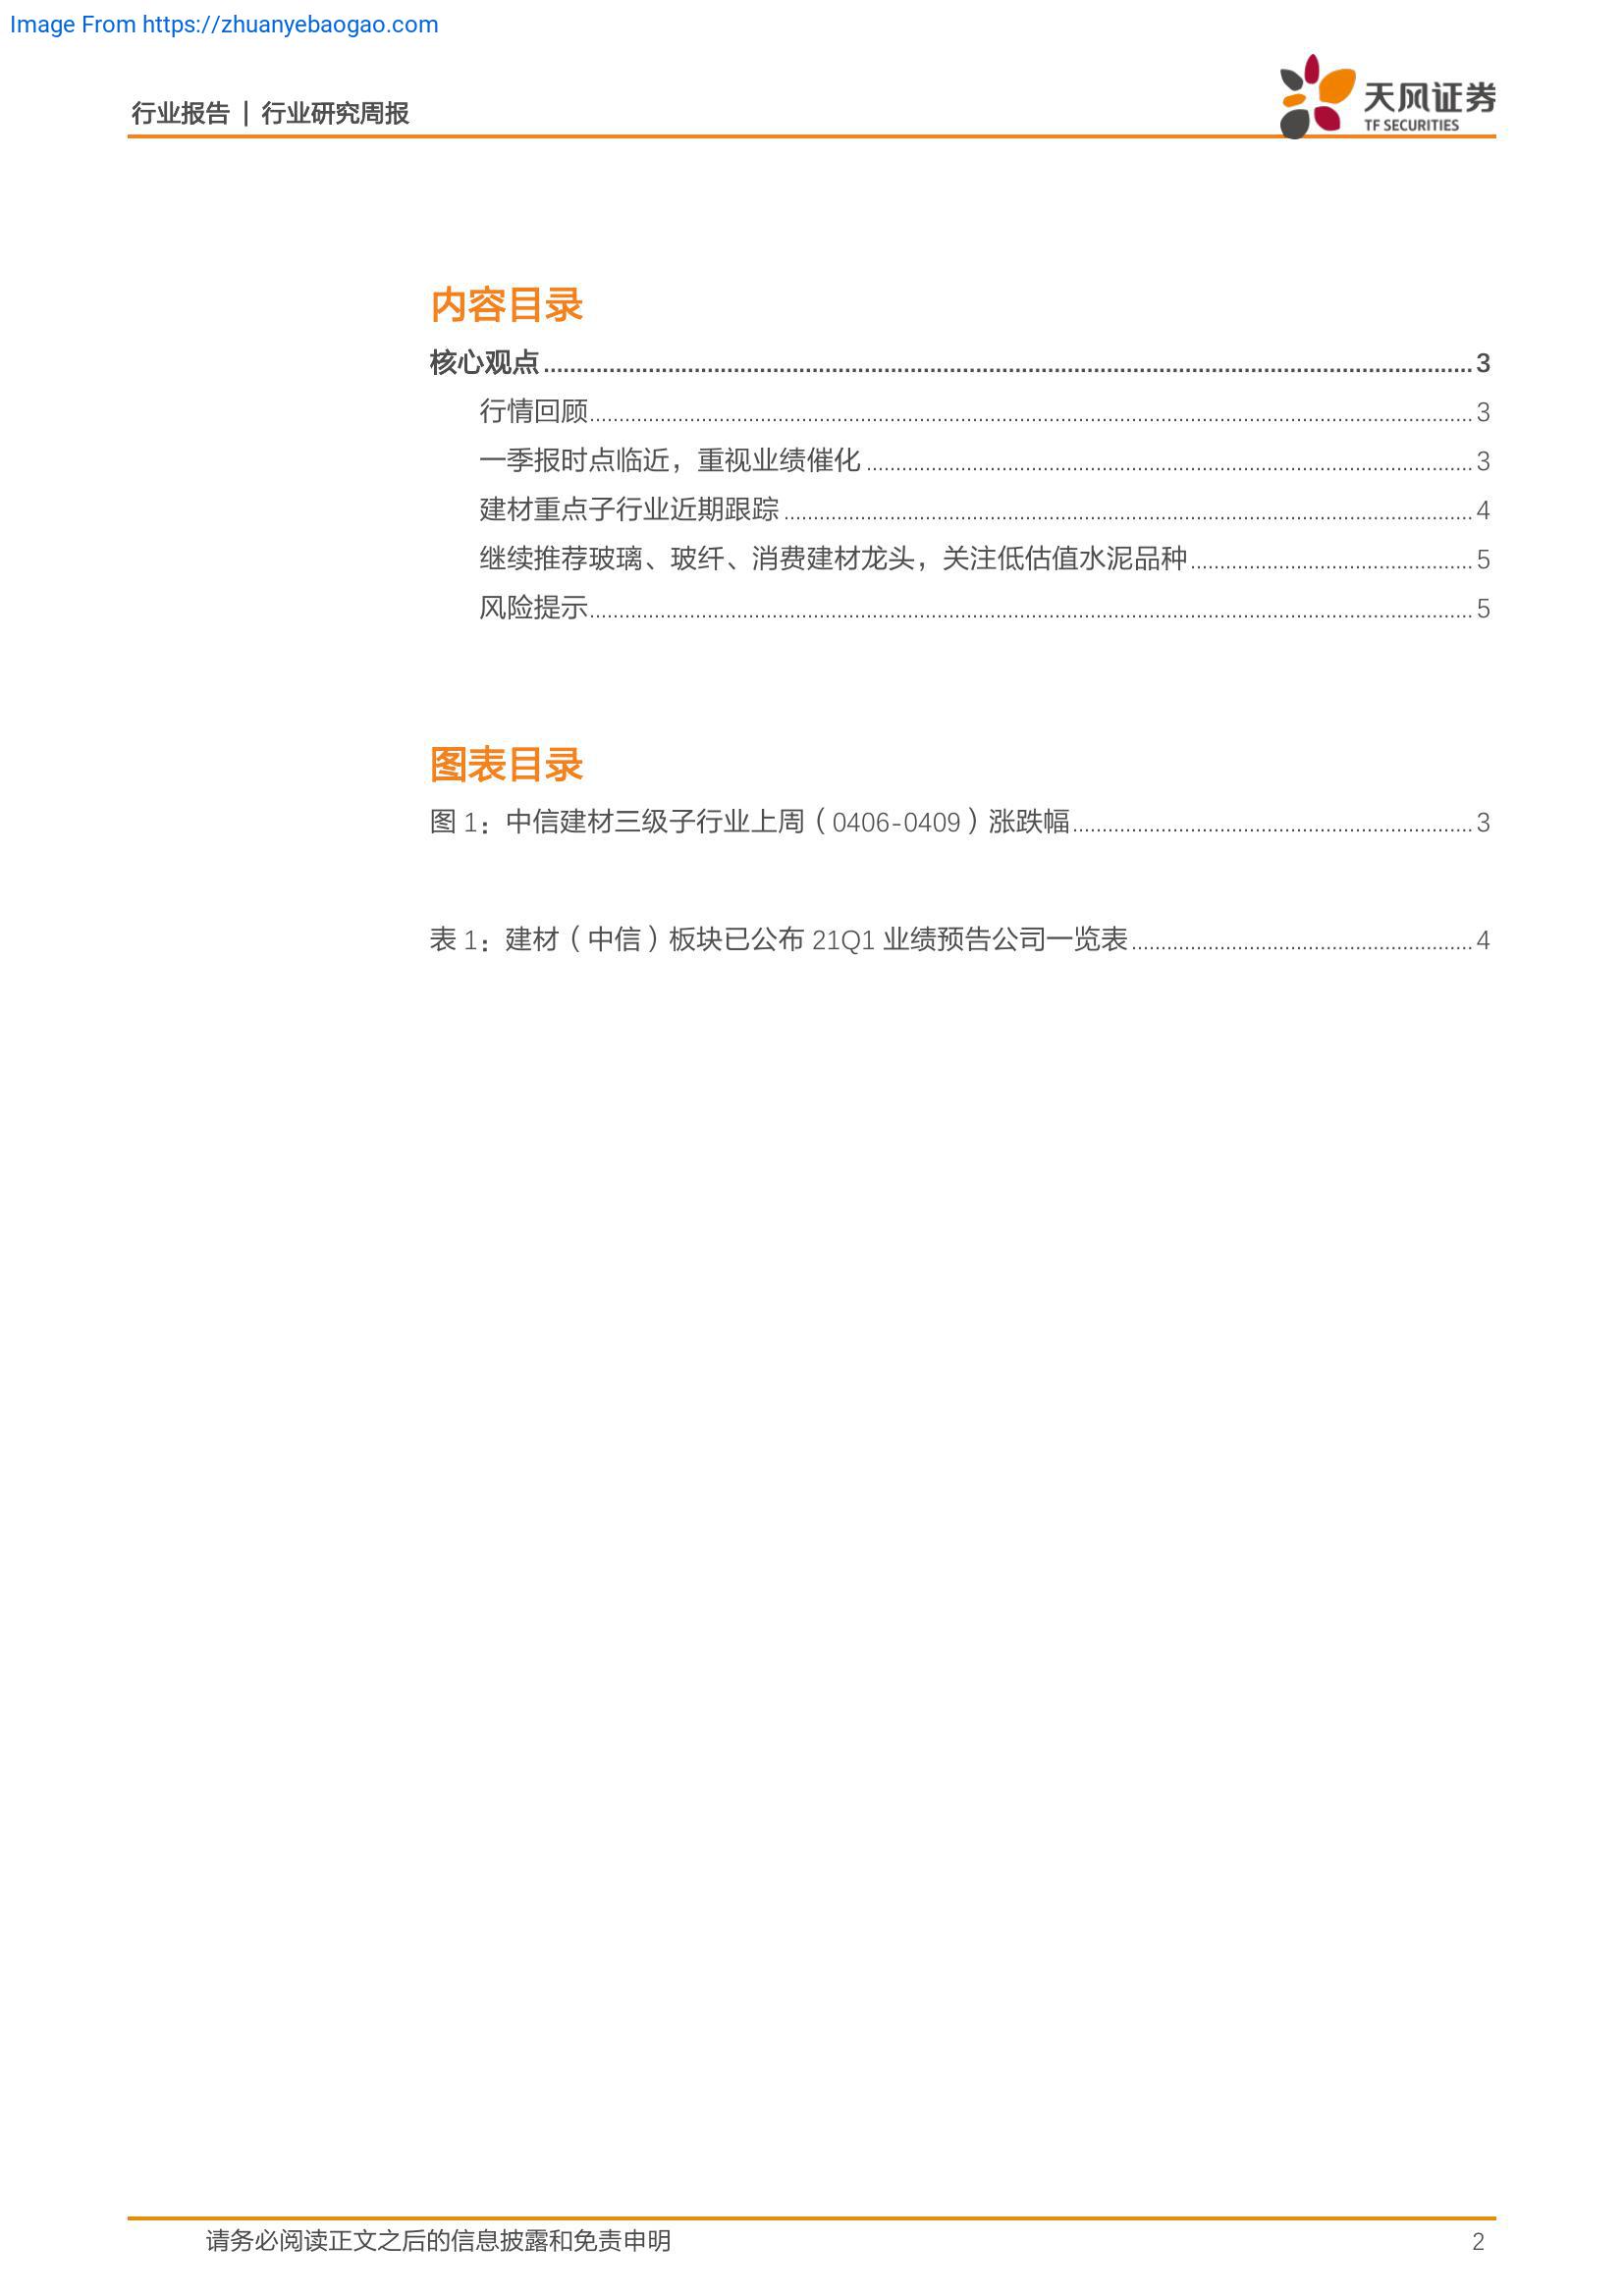 Image From https://zhuanyebaogao.com
行业报告 | 行业研究周报
天风证券
TF SECURITIES
内容目录
核心观点 3
行情回顾 3
一季报时点临近，重视业绩催化 3
建材重点子行业近期跟踪 4
继续推荐玻璃、玻纤、消费建材龙头，关注低估值水泥品种 5
风险提示 5
图表目录
图 1：中信建材三级子行业上周（0406-0409）涨跌幅 3
表 1：建材（中信）板块已公布 21Q1 业绩预告公司一览表 4
请务必阅读正文之后的信息披露和免责申明 2